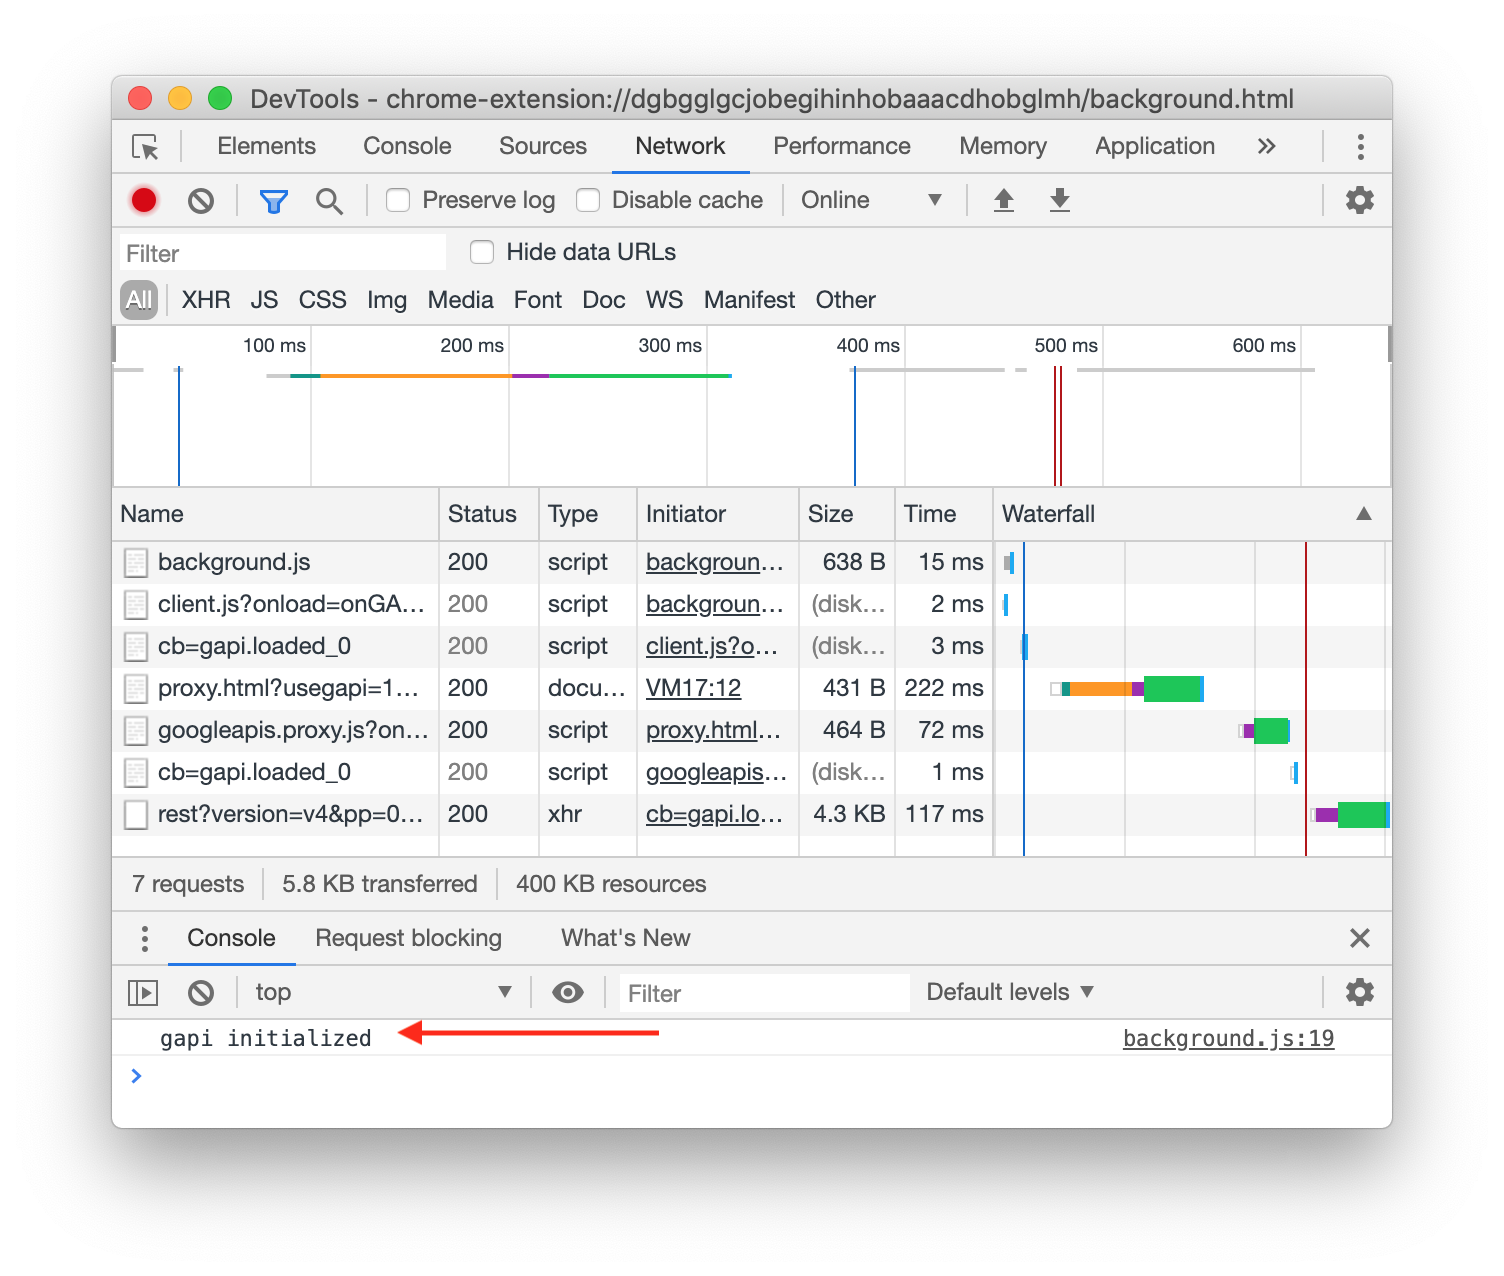 DevTools - chrome-extension://dgbgglgcjobegihinhobaaacdhobglmh/background.html
Elements Console Sources Network Performance Memory Application
Preserve log Disable cache Online
Filter Hide data URLs
All XHR JS CSS Img Media Font Doc WS Manifest Other
100 ms 200 ms 300 ms 400 ms 500 ms 600 ms
Name Status Type Initiator Size Time Waterfall
background.js 200 script backgroun... 638 B 15 ms
client.js?onload=onGA... 200 script backgroun... (disk... 2 ms
cb=gapi.loaded_0 200 script client.js?o... (disk... 3 ms
proxy.html?usegapi=1... 200 docu... VM17:12 431 B 222 ms
googleapis.proxy.js?on... 200 script proxy.html... 464 B 72 ms
cb=gapi.loaded_0 200 script googleapis... (disk... 1 ms
rest?version=v4&pp=0... 200 xhr cb=gapi.lo... 4.3 KB 117 ms
7 requests 5.8 KB transferred 400 KB resources
Console Request blocking What's New
top Filter Default levels
gapi initialized background.js:19